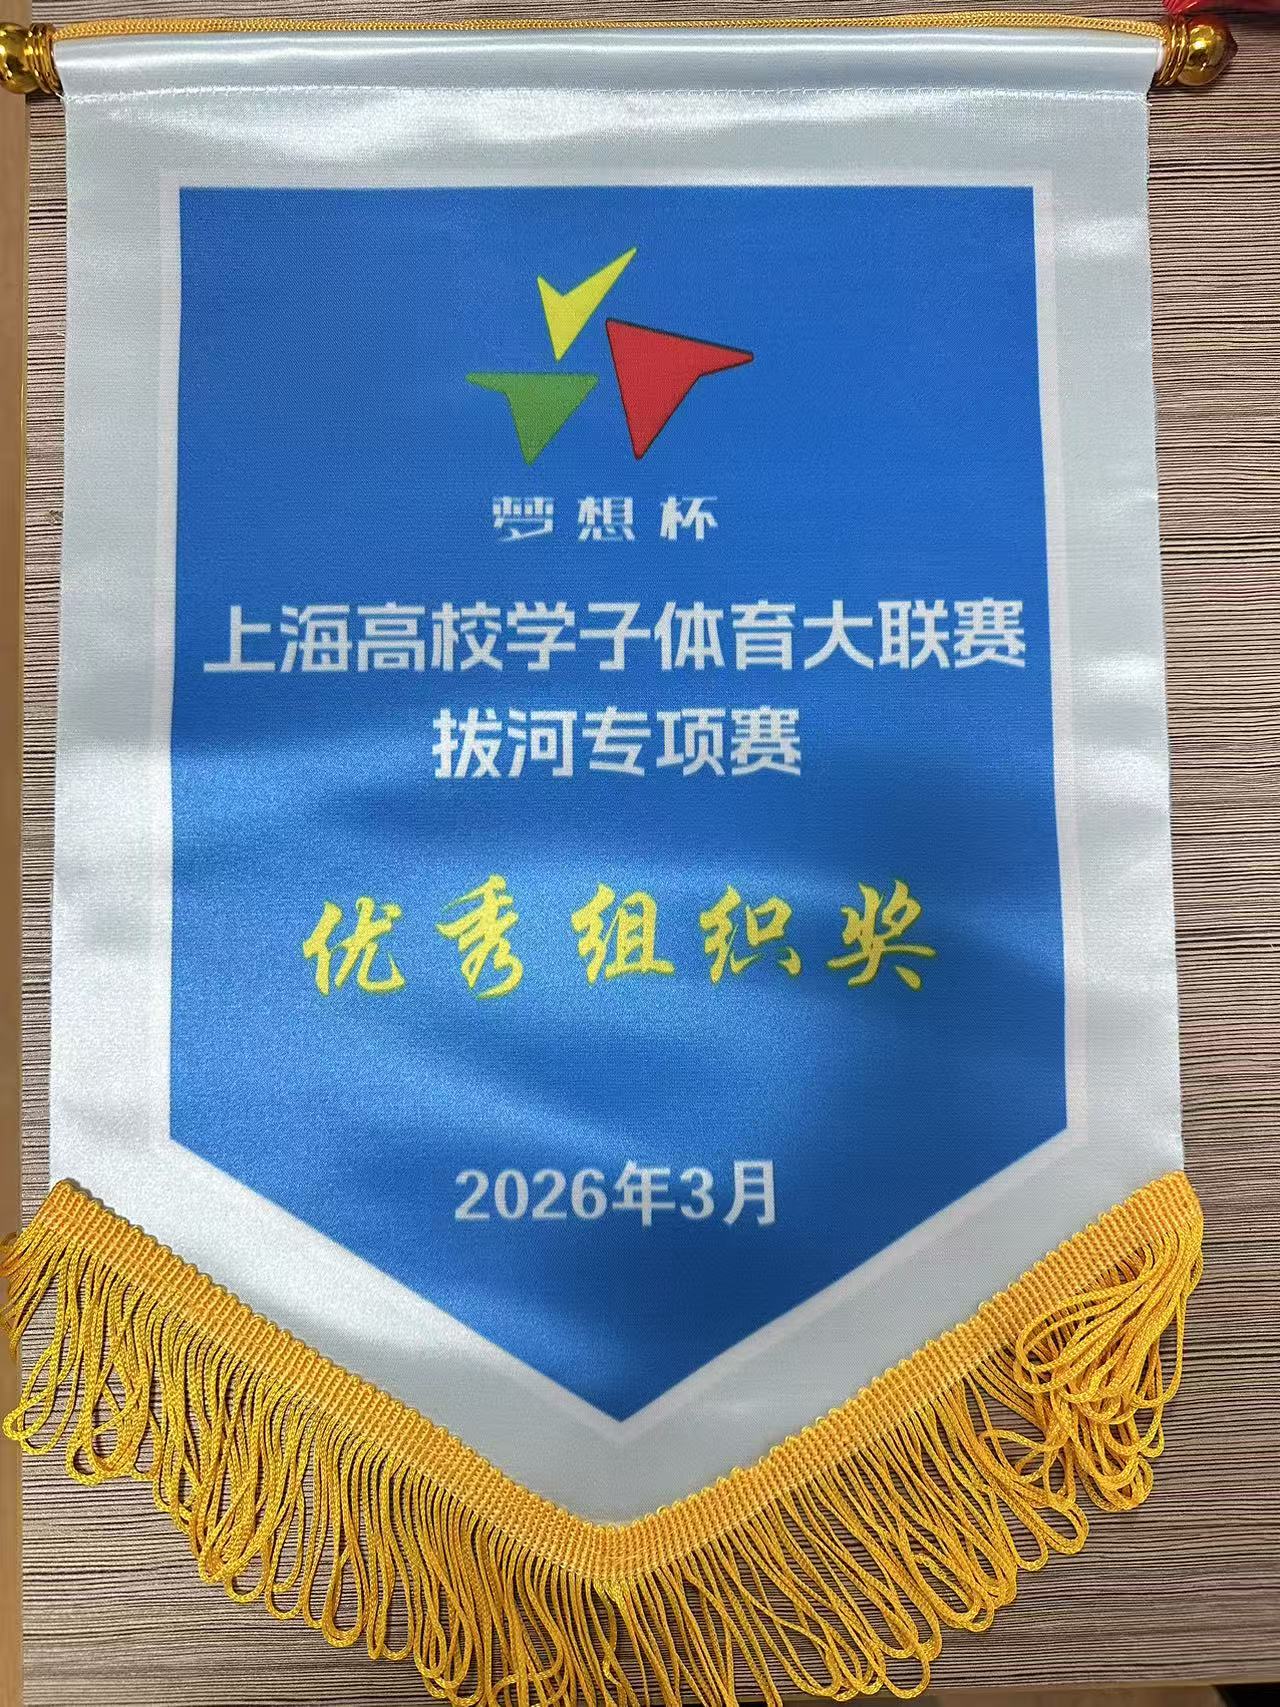 梦想杯
上海高校学子体育大联赛
拔河专项赛
优秀组织奖
2026年3月